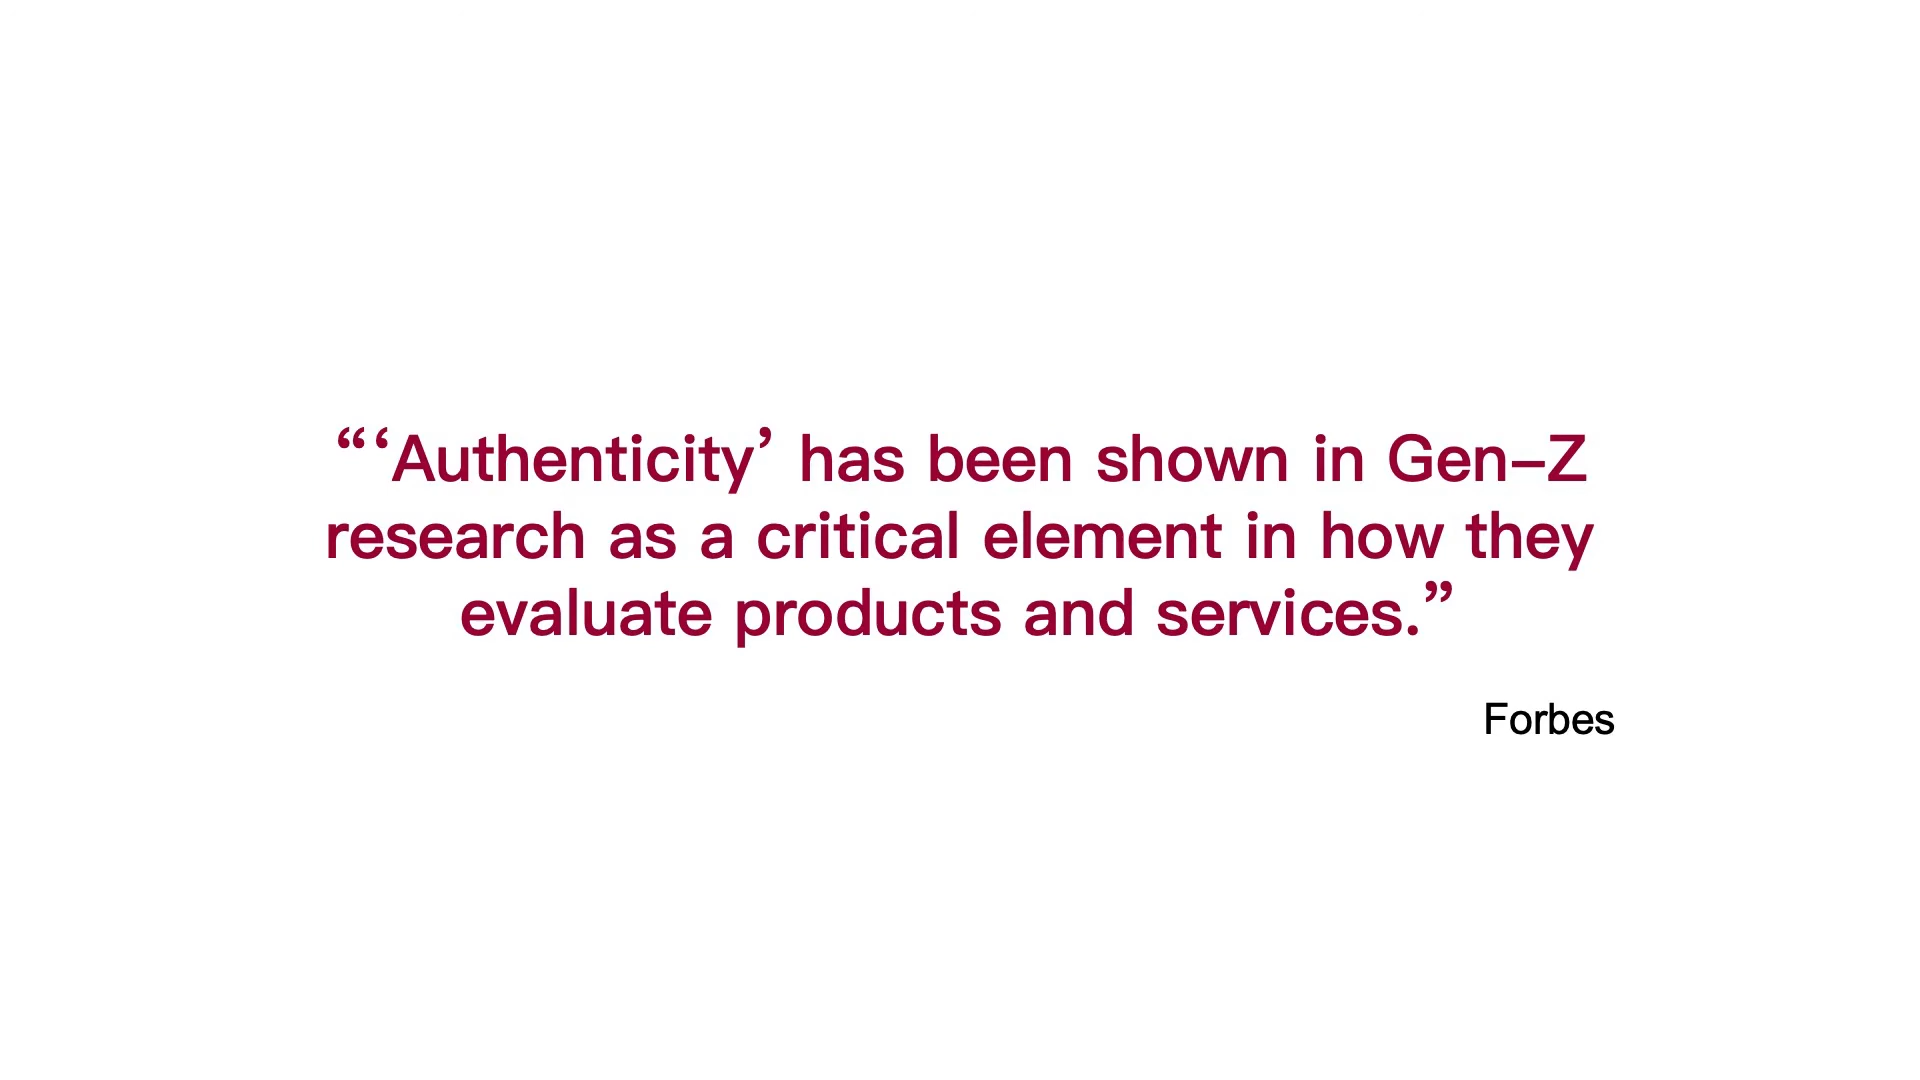 “‘Authenticity’ has been shown in Gen–Z
research as a critical element in how they
evaluate products and services.”
Forbes